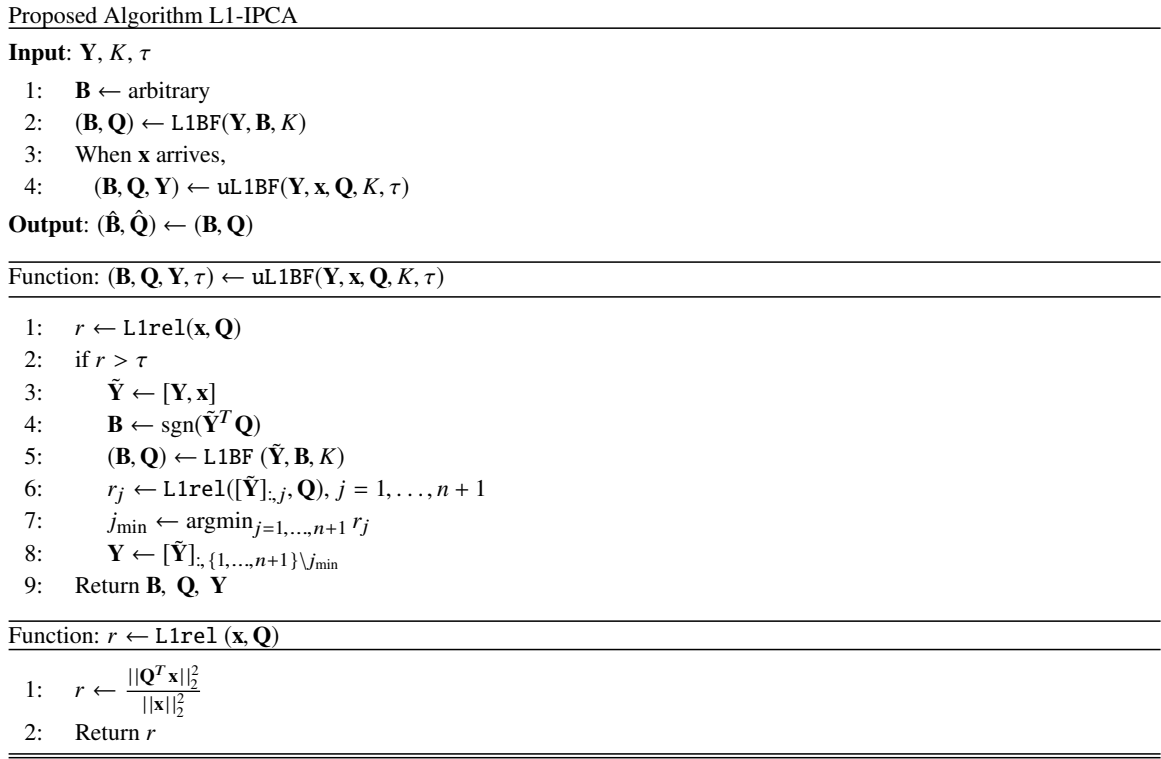 Proposed Algorithm L1-IPCA
Input: Y, K, τ
1: B ← arbitrary
2: (B, Q) ← L1BF(Y, B, K)
3: When x arrives,
4: (B, Q, Y) ← uL1BF(Y, x, Q, K, τ)
Output: (B̂, Q̂) ← (B, Q)
Function: (B, Q, Y, τ) ← uL1BF(Y, x, Q, K, τ)
1: r ← L1rel(x, Q)
2: if r > τ
3: Ỹ ← [Y, x]
4: B ← sgn(Ỹ^T Q)
5: (B, Q) ← L1BF (Ỹ, B, K)
6: r_j ← L1rel([Ỹ]_{:,j}, Q), j = 1, . . . , n + 1
7: j_min ← argmin_{j=1,...,n+1} r_j
8: Y ← [Ỹ]_{:,{1,...,n+1}\j_min}
9: Return B, Q, Y
Function: r ← L1rel (x, Q)
1: r ← ||Q^T x||_2^2 / ||x||_2^2
2: Return r